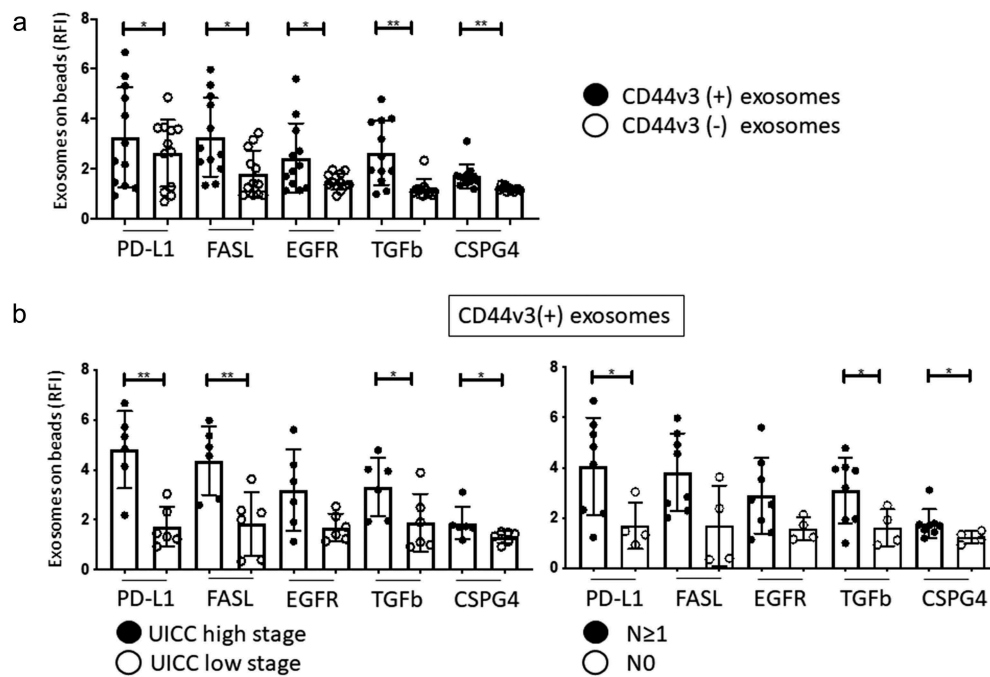 a
Exosomes on beads (RFI)
8
6
4
2
0
* * * ** **
PD-L1 FASL EGFR TGFb CSPG4
CD44v3 (+) exosomes
CD44v3 (-) exosomes
b
CD44v3(+) exosomes
Exosomes on beads (RFI)
8
6
4
2
0
** ** * *
PD-L1 FASL EGFR TGFb CSPG4
UICC high stage
UICC low stage
8
6
4
2
0
* * *
PD-L1 FASL EGFR TGFb CSPG4
N≥1
N0